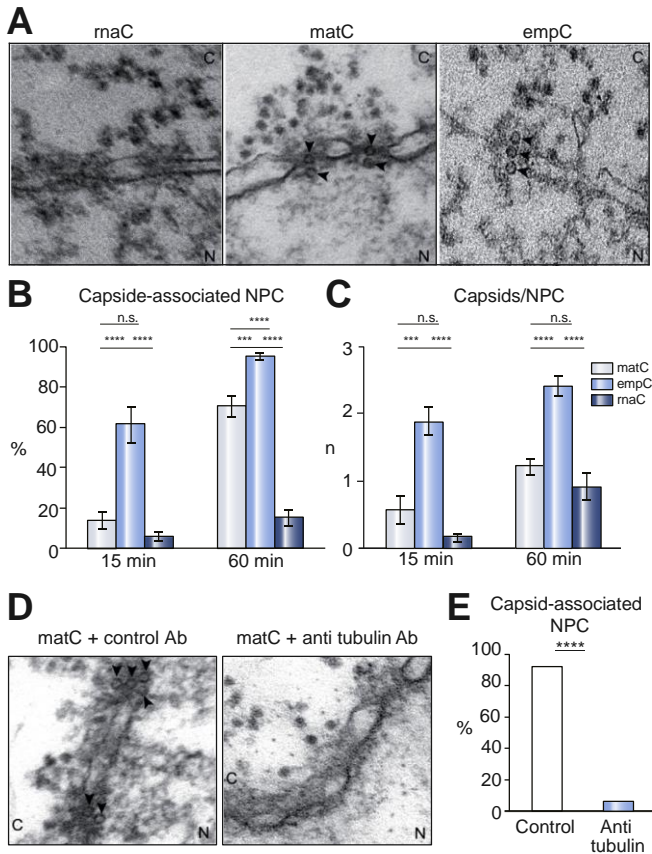 A
rnaC
matC
empC
C
C
C
N
N
N
B
Capside-associated NPC
n.s.
****
**** ****
*** ****
100
80
60
40
20
0
%
15 min
60 min
C
Capsids/NPC
n.s.
n.s.
*** ****
**** ****
3
2
1
0
n
15 min
60 min
matC
empC
rnaC
D
matC + control Ab
matC + anti tubulin Ab
C
N
C
N
E
Capsid-associated
NPC
****
100
80
60
40
20
0
%
Control
Anti
tubulin